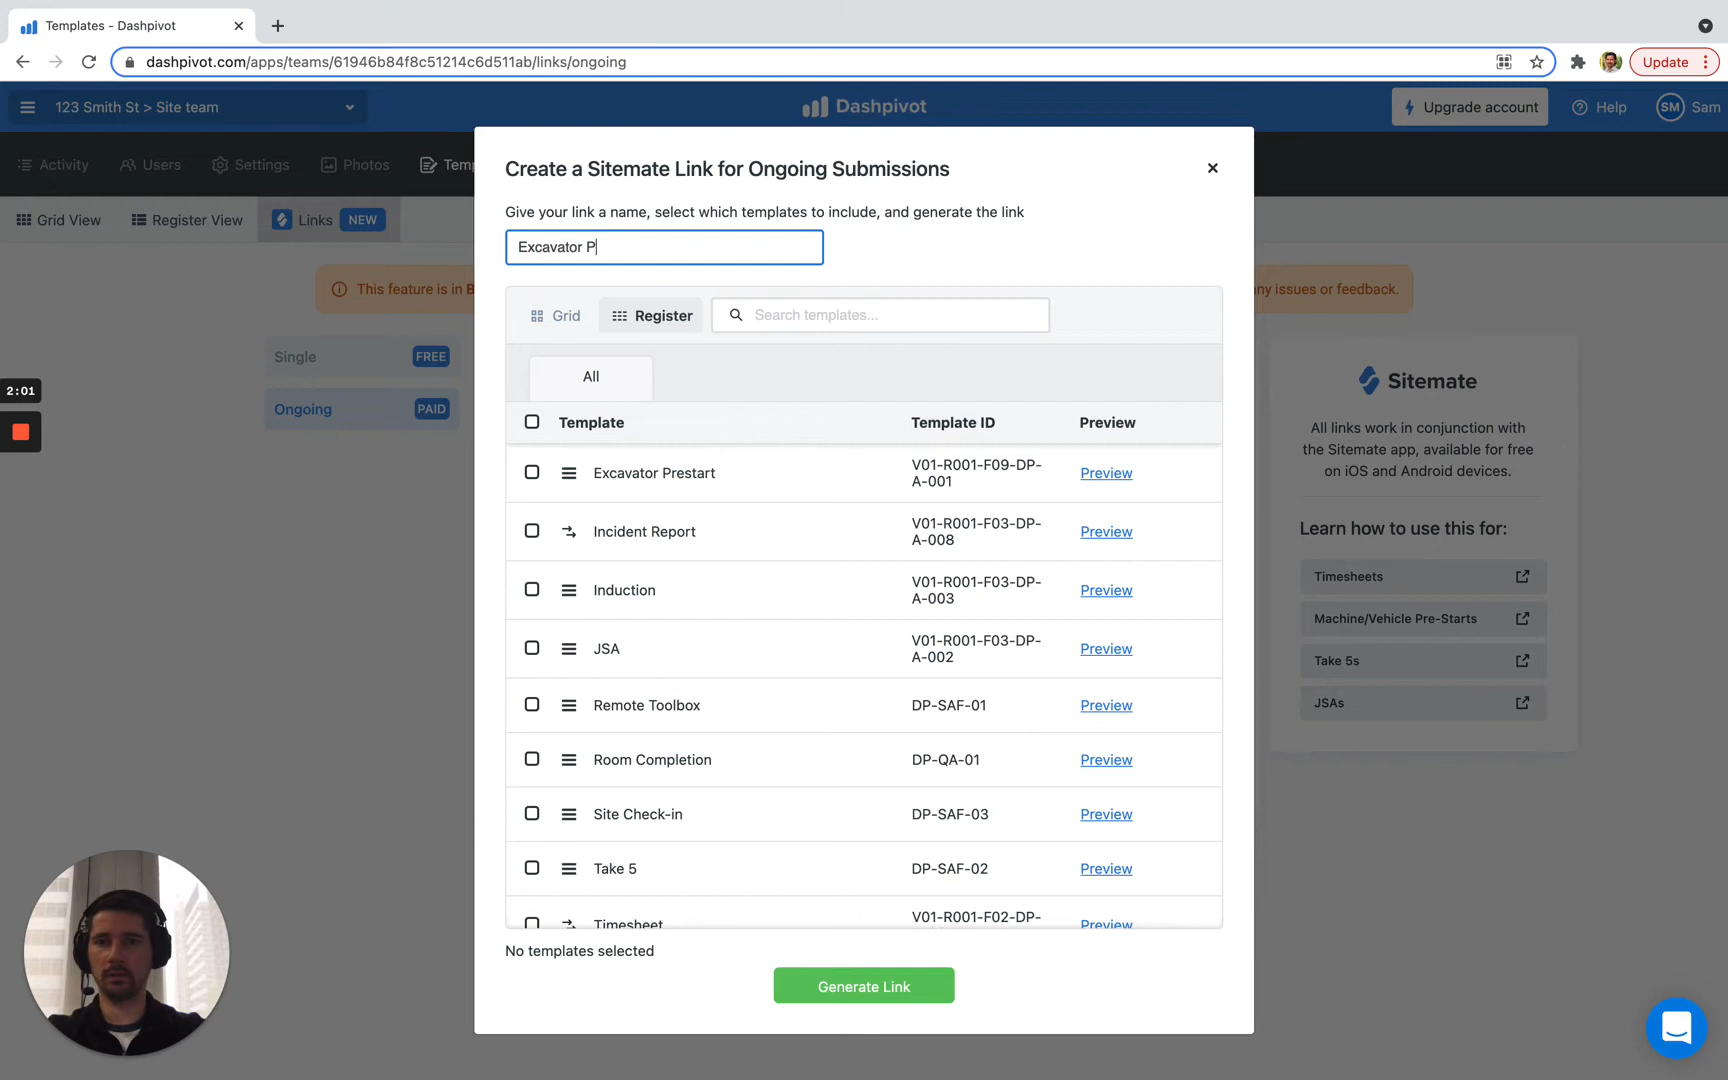 Templates - Dashpivot
dashpivot.com/apps/teams/61946b84f8c51214c6d511ab/links/ongoing
Update
123 Smith St > Site team
Dashpivot
Upgrade account
Help
SM
Sam
Activity
Users
Settings
Photos
Temp
Grid View
Register View
Links
NEW
This feature is in B
ny issues or feedback.
Single
FREE
Ongoing
PAID
2:01
Create a Sitemate Link for Ongoing Submissions
Give your link a name, select which templates to include, and generate the link
Excavator P
Grid
Register
Search templates...
All
Template
Template ID
Preview
Excavator Prestart
V01-R001-F09-DP-
A-001
Preview
Incident Report
V01-R001-F03-DP-
A-008
Preview
Induction
V01-R001-F03-DP-
A-003
Preview
JSA
V01-R001-F03-DP-
A-002
Preview
Remote Toolbox
DP-SAF-01
Preview
Room Completion
DP-QA-01
Preview
Site Check-in
DP-SAF-03
Preview
Take 5
DP-SAF-02
Preview
Timesheet
V01-R001-F02-DP-
Preview
No templates selected
Generate Link
Sitemate
All links work in conjunction with
the Sitemate app, available for free
on iOS and Android devices.
Learn how to use this for:
Timesheets
Machine/Vehicle Pre-Starts
Take 5s
JSAs